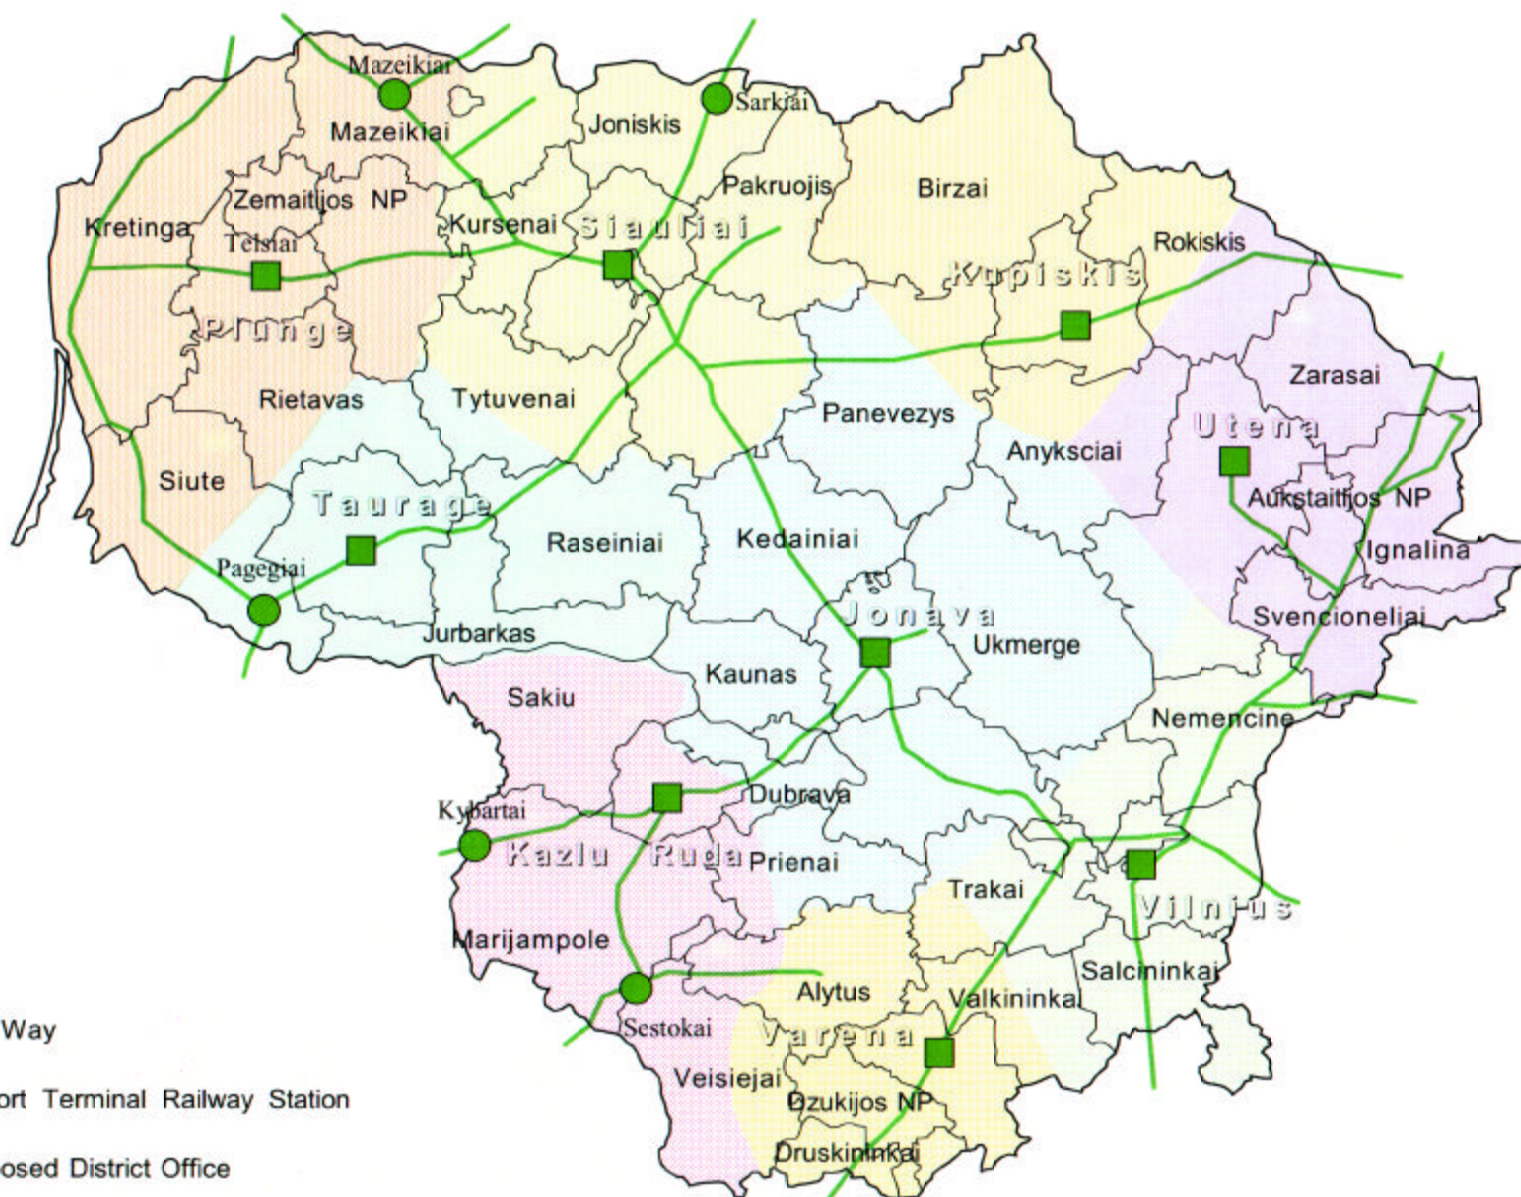 Mazeikiai
Sarkiai
Mazeikiai
Joniskis
Pakruojis
Birzai
Zemaitijos NP
Kretinga
Kursenai
Siauliai
Telsiai
Rokiskis
Kupiskis
Plunge
Zarasai
Rietavas
Tytuvenai
Panevezys
Utena
Anyksciai
Siute
Taurage
Aukstaitijos NP
Raseiniai
Kedainiai
Ignalina
Pagegiai
Jonava
Svencioneliai
Jurbarkas
Ukmerge
Kaunas
Sakiu
Nemencine
Dubrava
Kybartai
Kazlu Ruda
Prienai
Trakai
Vilnius
Marijampole
Salcininkai
Alytus
Valkininkai
Way
Sestokai
Varena
Veisiejai
ort Terminal Railway Station
Dzukijos NP
Druskininkai
osed District Office